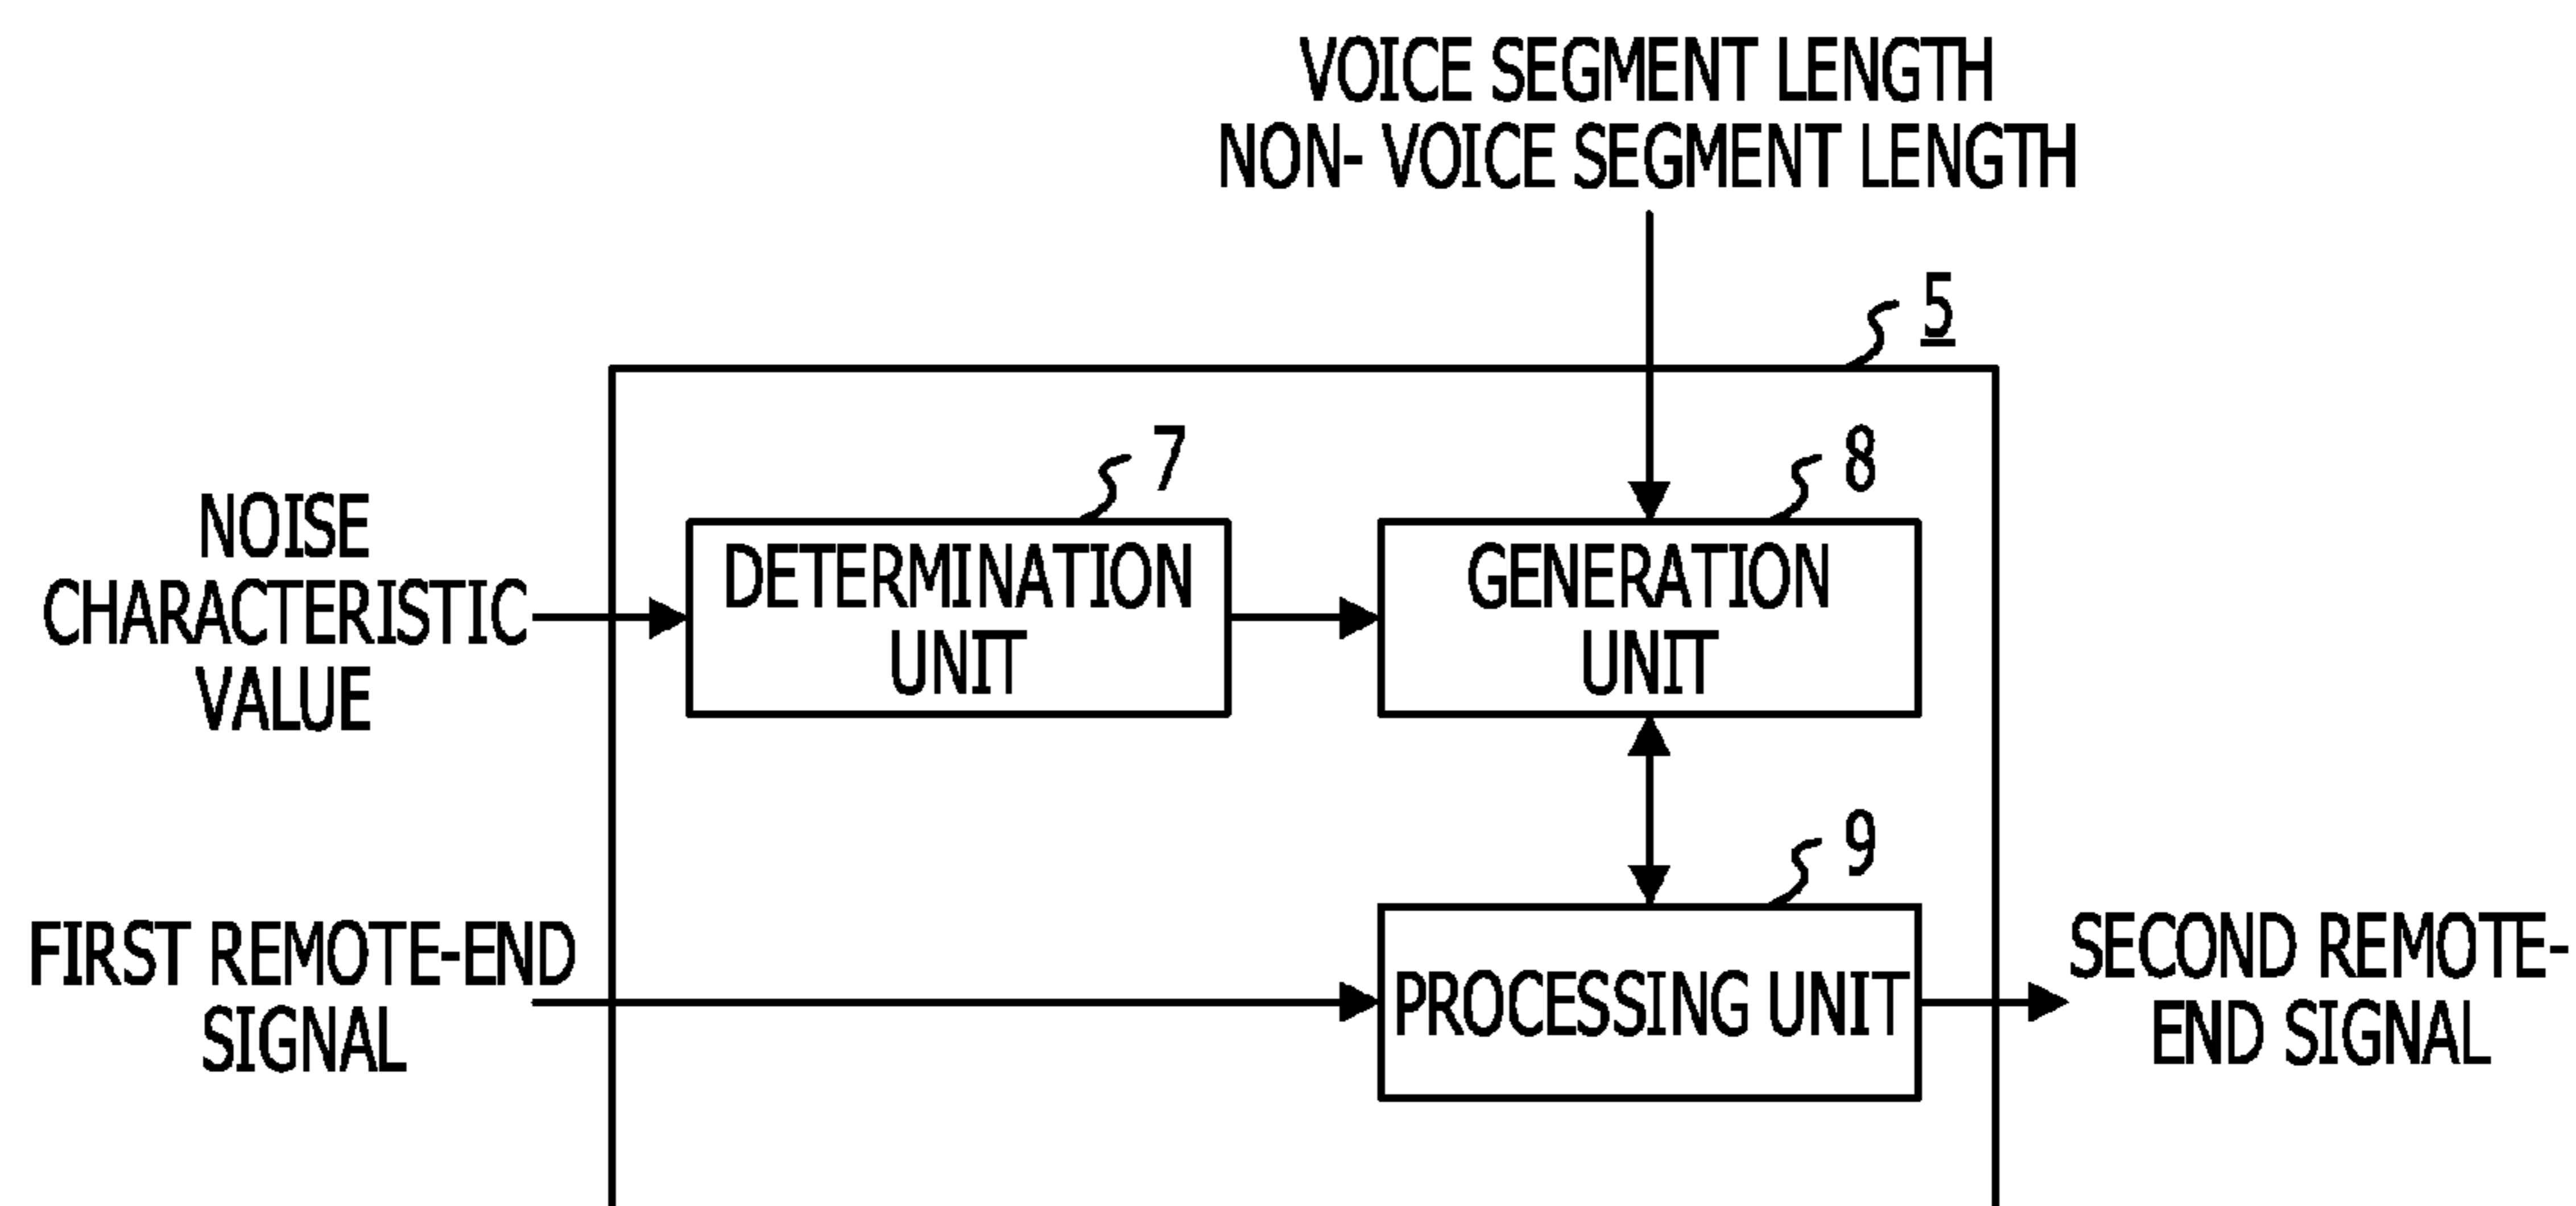 VOICE SEGMENT LENGTH
NON- VOICE SEGMENT LENGTH
5
7
8
NOISE
CHARACTERISTIC
VALUE
DETERMINATION
UNIT
GENERATION
UNIT
9
FIRST REMOTE-END
SIGNAL
PROCESSING UNIT
SECOND REMOTE-
END SIGNAL